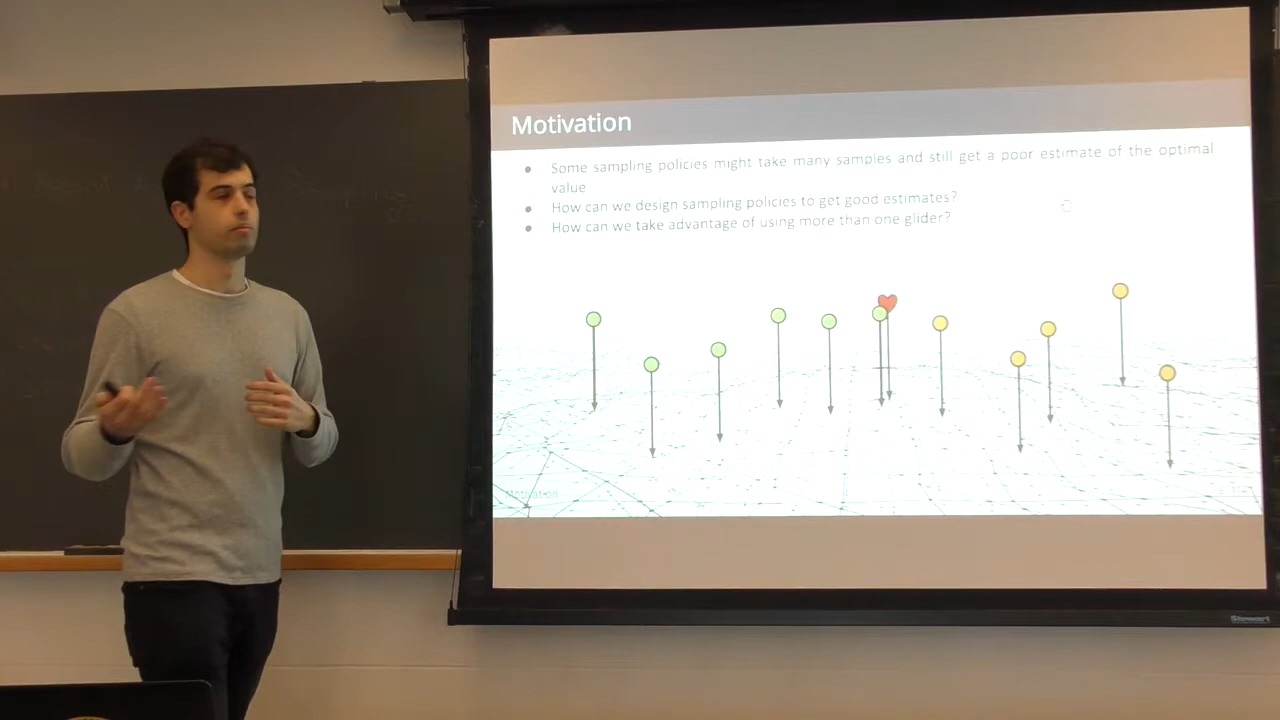 Motivation
Some sampling policies might take many samples and still get a poor estimate of the optimal
value
How can we design sampling policies to get good estimates?
How can we take advantage of using more than one glider?
Motivation
Stewart